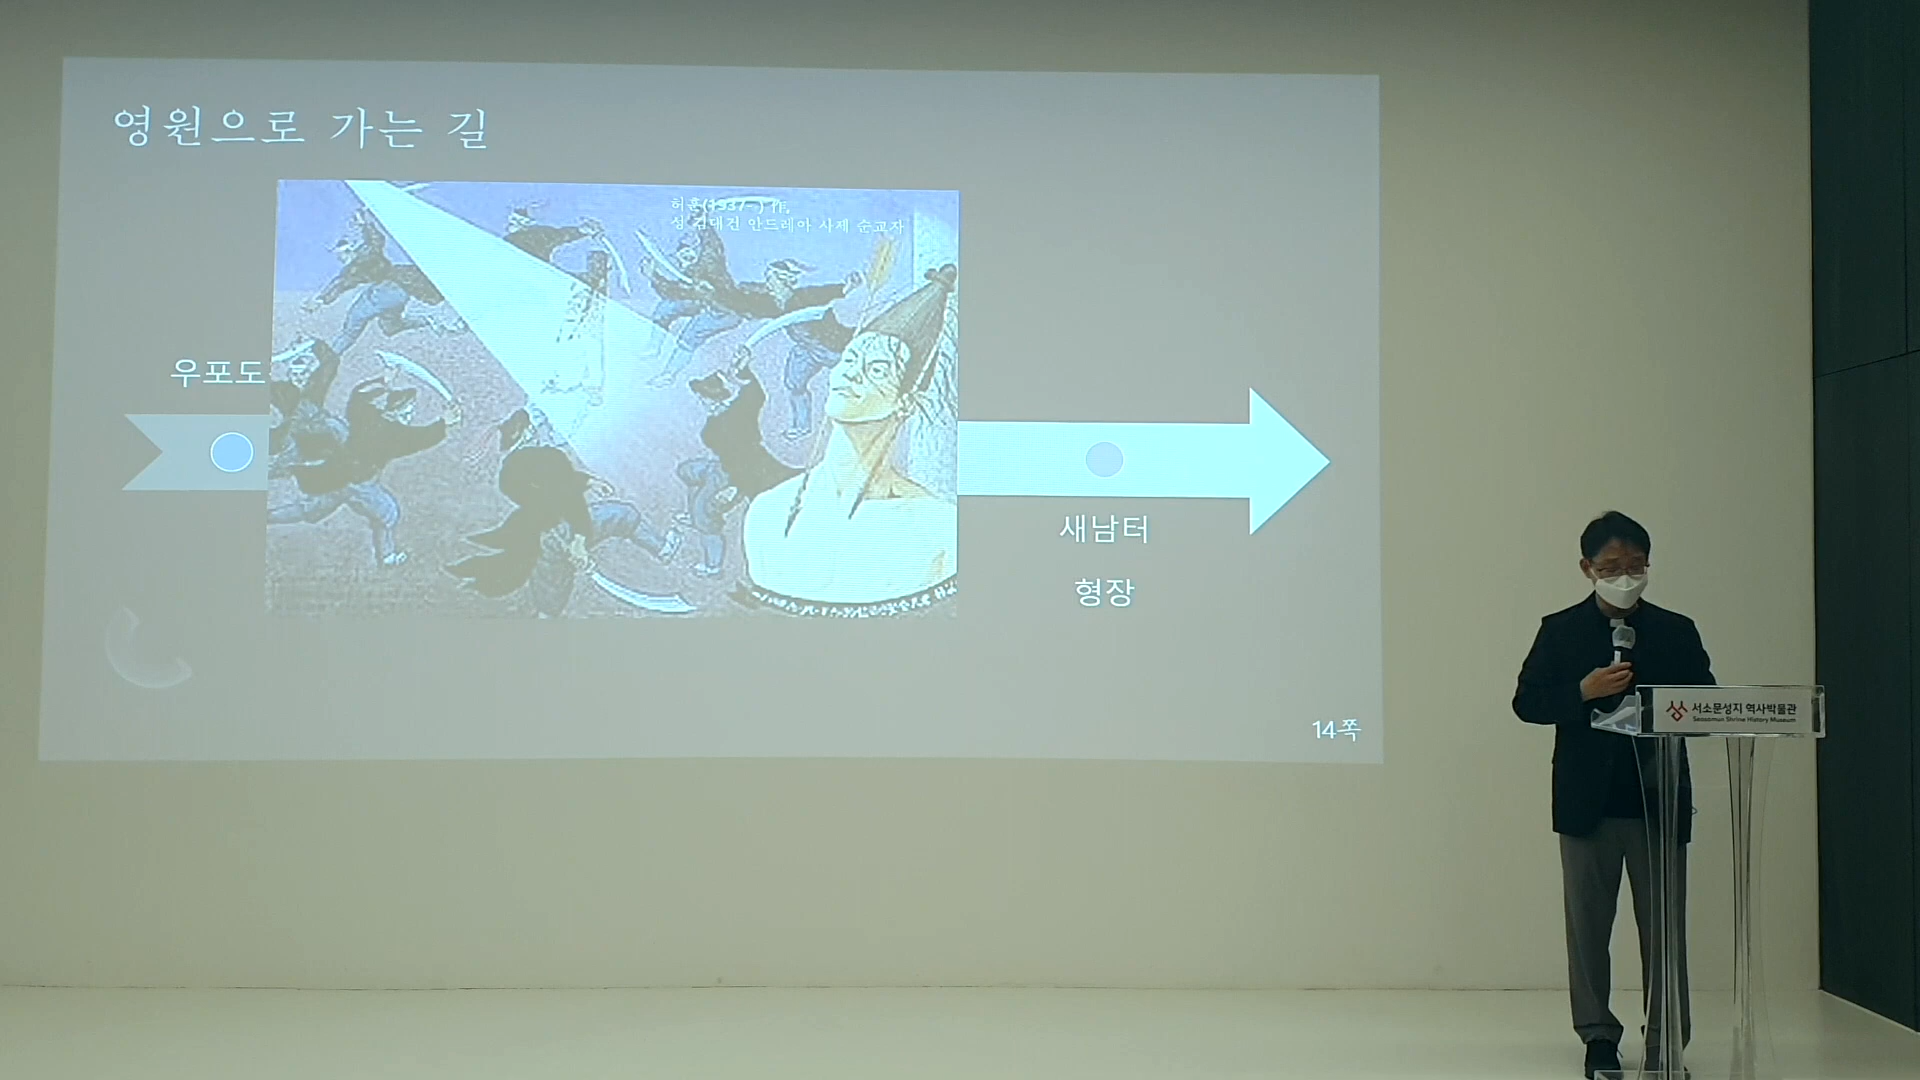 영원으로 가는 길
허훈(1937- ) 作,
성 김대건 안드레아 사제 순교자
우포도
새남터
형장
14쪽
서소문성지 역사박물관
Seosomun Shrine History Museum